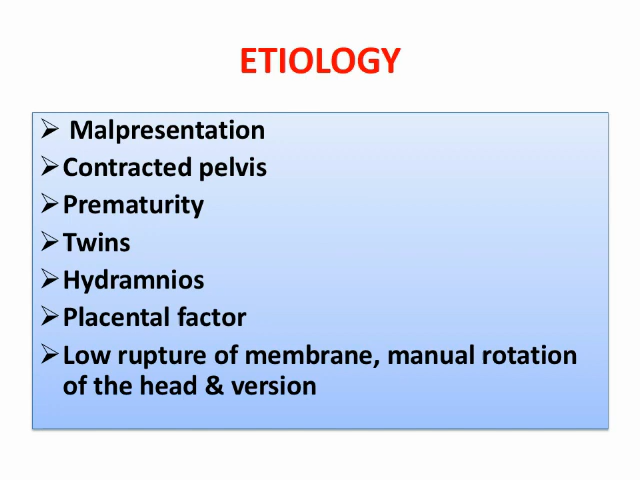 ETIOLOGY
➢ Malpresentation
➢Contracted pelvis
➢Prematurity
➢Twins
➢Hydramnios
➢Placental factor
➢Low rupture of membrane, manual rotation
of the head & version